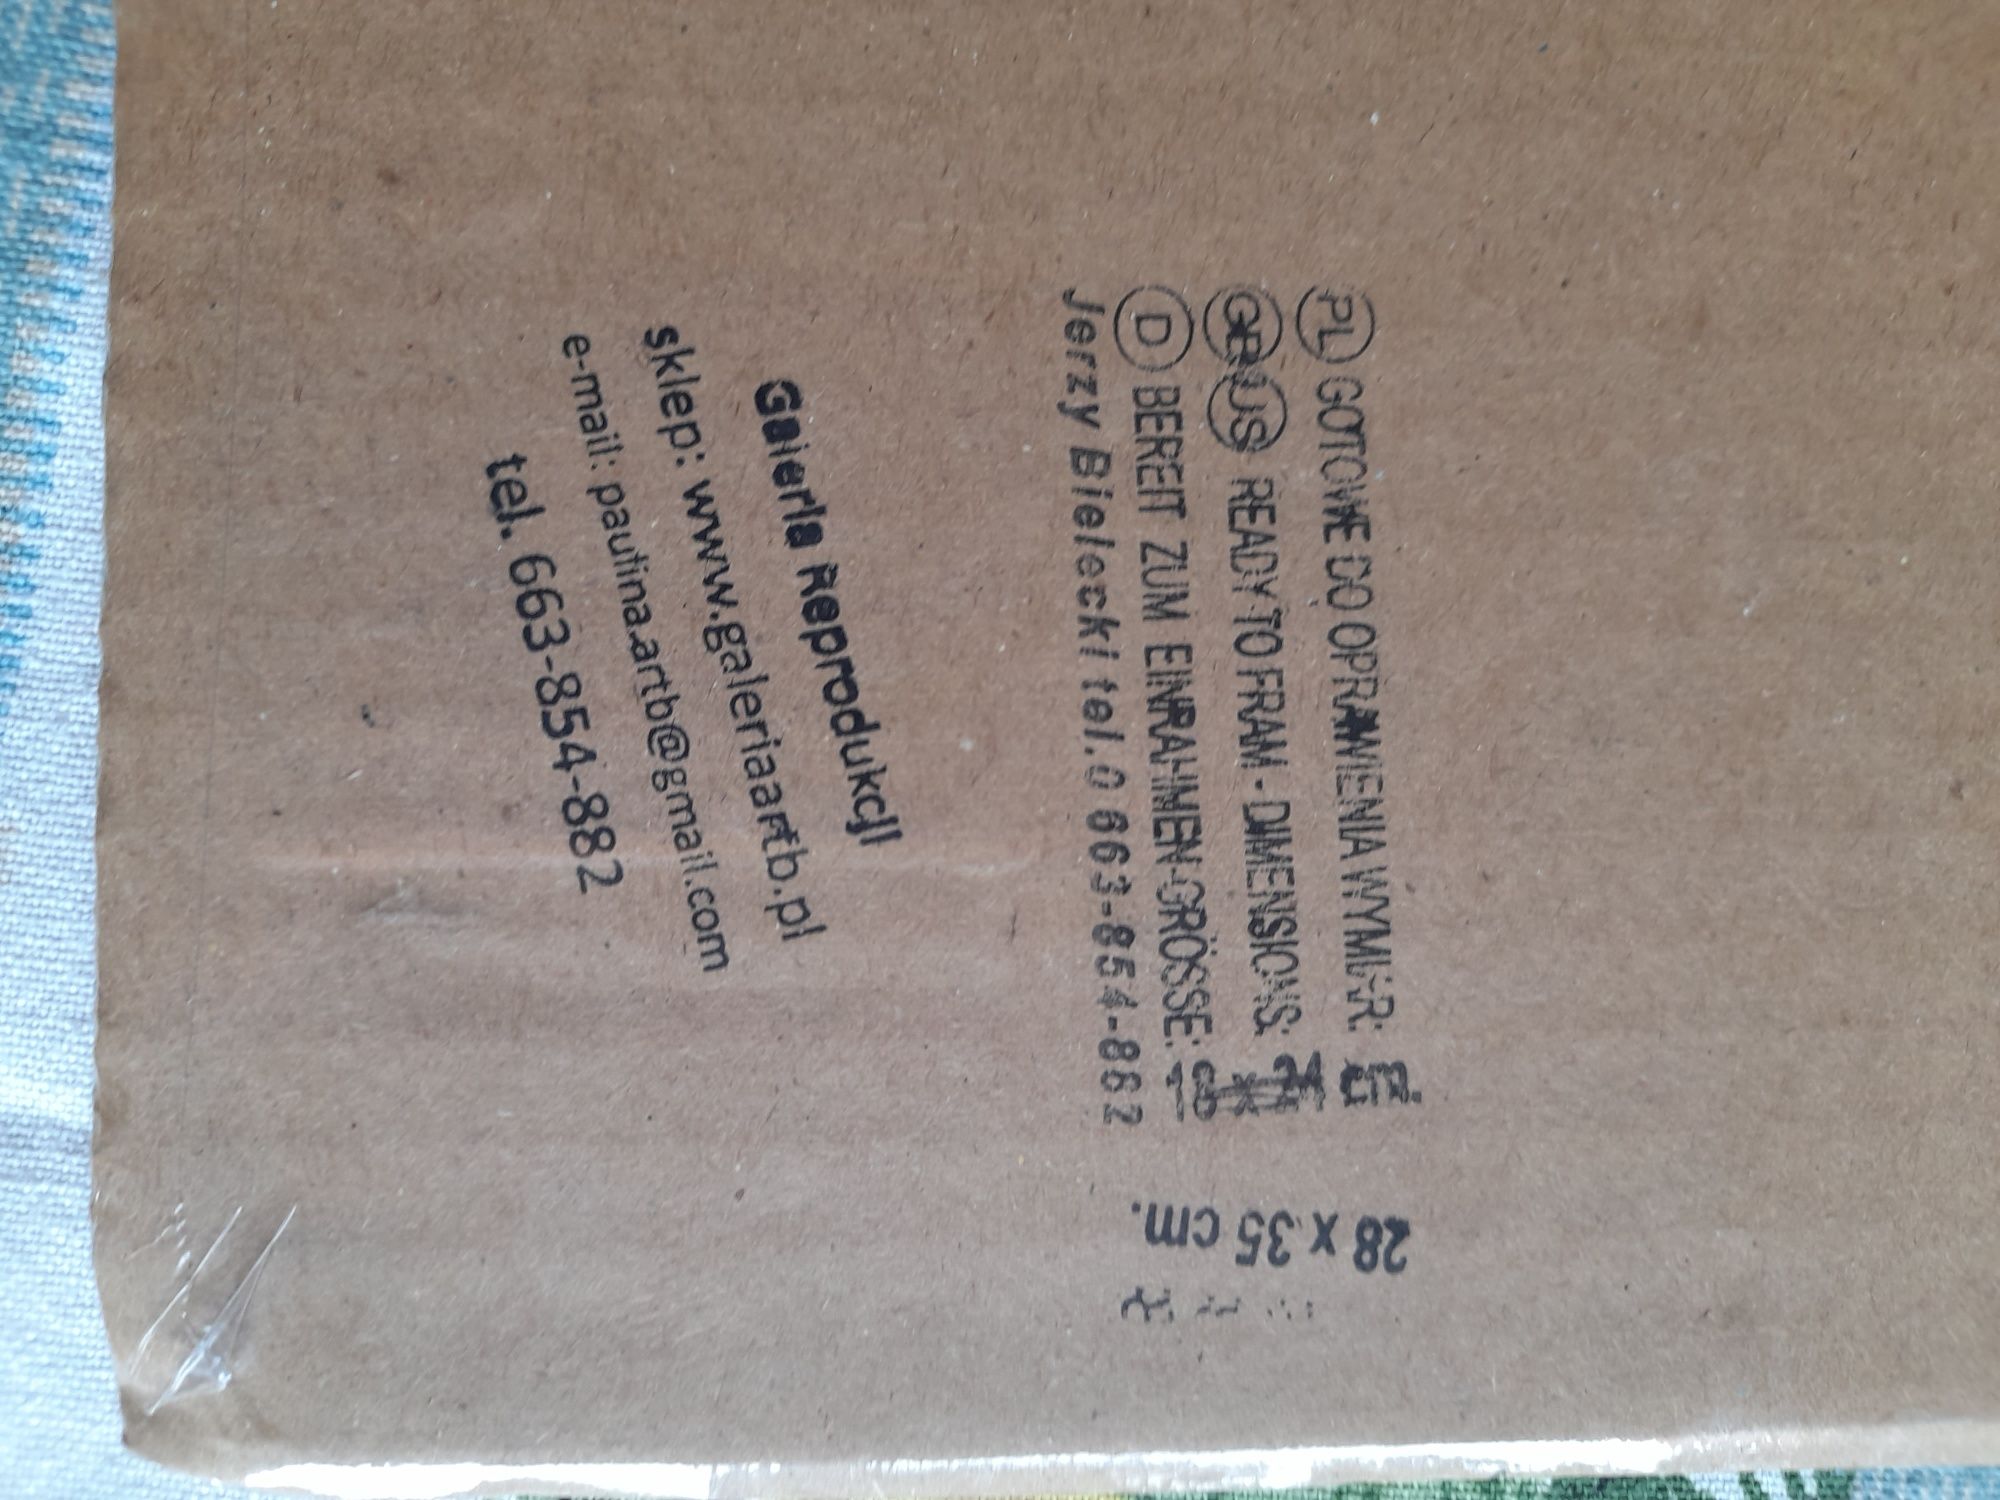 PL GOTOWE DO OPRAWIENIA WYMIAR:
GB US READY TO FRAM - DIMENSIONS:
D BEREIT ZUM EINRAHMEN-GRÖSSE:
Jerzy Bielecki tel.0 663-854-882
28 x 35 cm.
Galeria Reprodukcji
sklep: www.galeriaartb.pl
e-mail: paulina.artb@gmail.com
tel. 663-854-882